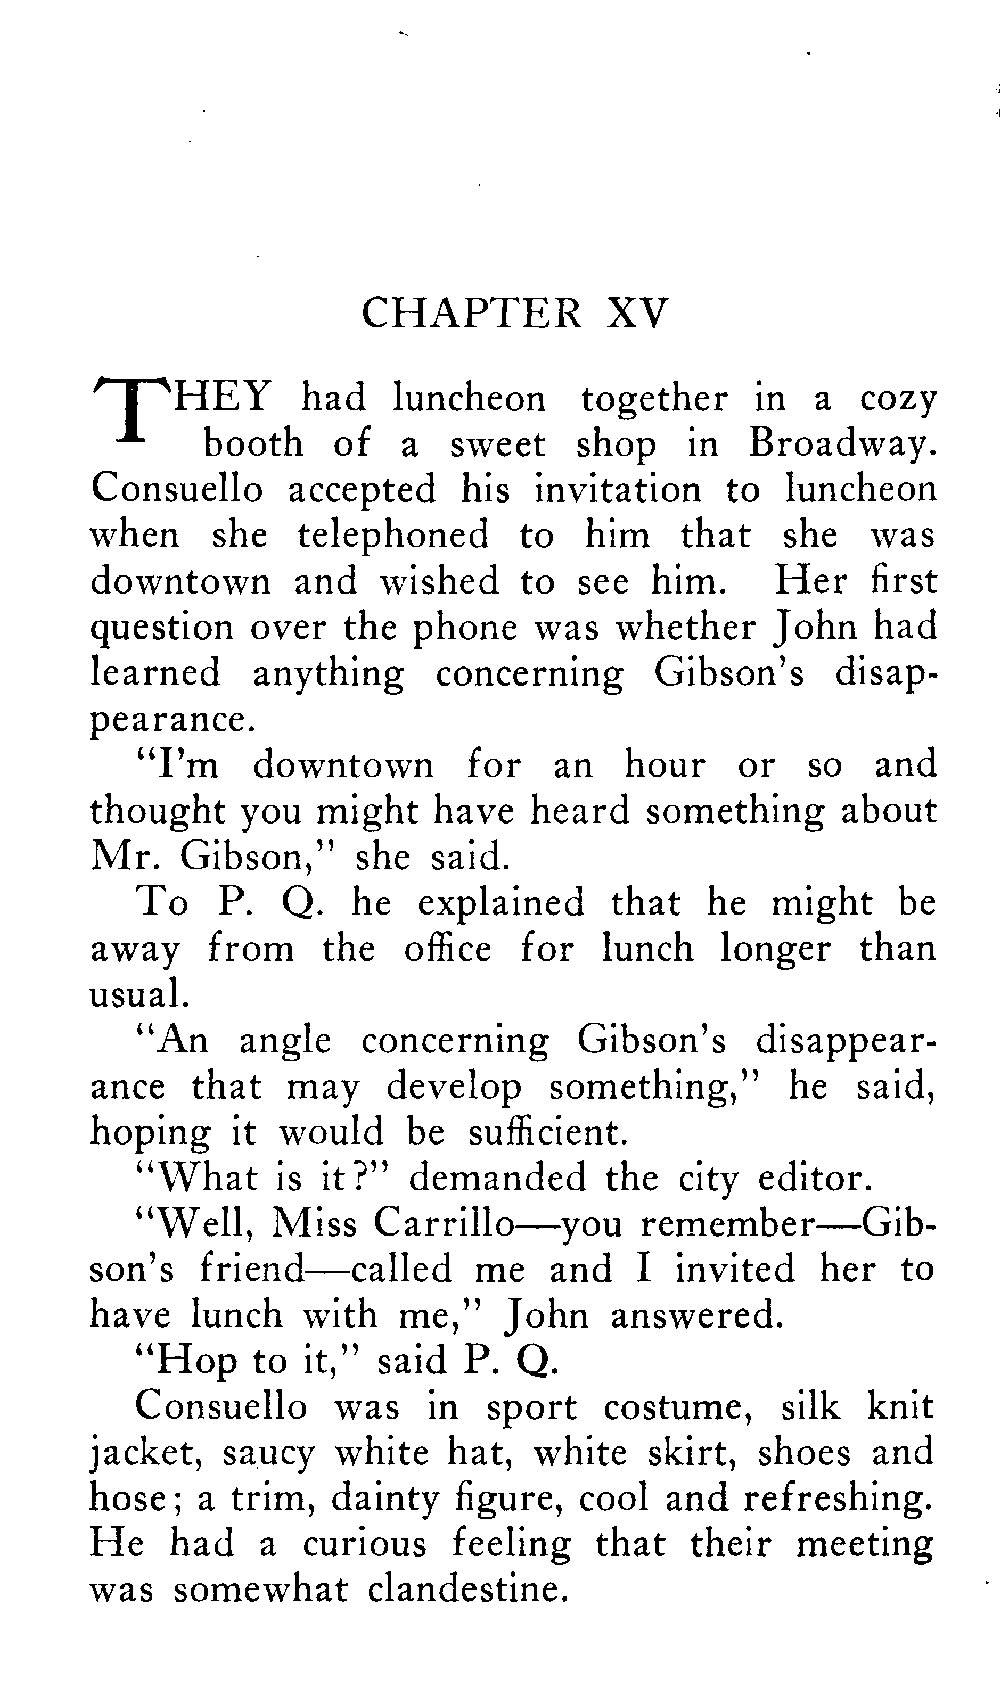 CHAPTER XV
THEY had luncheon together in a cozy
booth of a sweet shop in Broadway.
Consuello accepted his invitation to luncheon
when she telephoned to him that she was
downtown and wished to see him. Her first
question over the phone was whether John had
learned anything concerning Gibson's disap-
pearance.
"I'm downtown for an hour or so and
thought you might have heard something about
Mr. Gibson," she said.
To P. Q. he explained that he might be
away from the office for lunch longer than
usual.
"An angle concerning Gibson's disappear-
ance that may develop something," he said,
hoping it would be sufficient.
"What is it?" demanded the city editor.
"Well, Miss Carrillo—you remember—Gib-
son's friend—called me and I invited her to
have lunch with me," John answered.
"Hop to it," said P. Q.
Consuello was in sport costume, silk knit
jacket, saucy white hat, white skirt, shoes and
hose; a trim, dainty figure, cool and refreshing.
He had a curious feeling that their meeting
was somewhat clandestine.